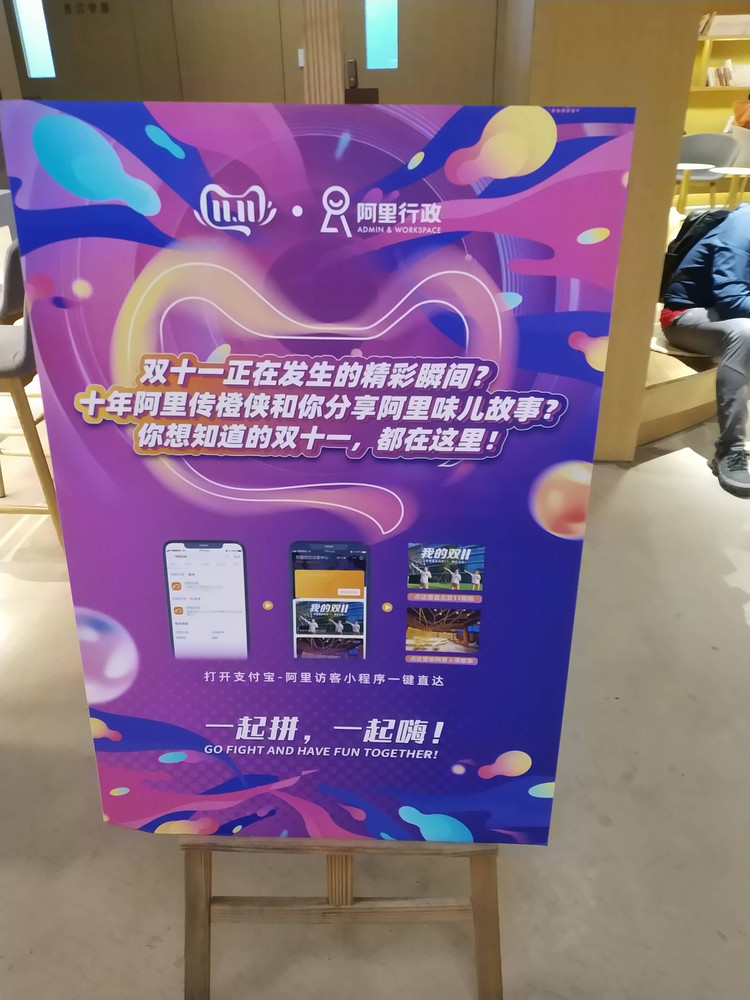 11.11 · 阿里行政
ADMIN & WORKSPACE
双十一正在发生的精彩瞬间?
十年阿里传橙侠和你分享阿里味儿故事?
你想知道的双十一,都在这里!
我的双11
我的双11
打开支付宝-阿里访客小程序一键直达
一起拼,一起嗨!
GO FIGHT AND HAVE FUN TOGETHER!